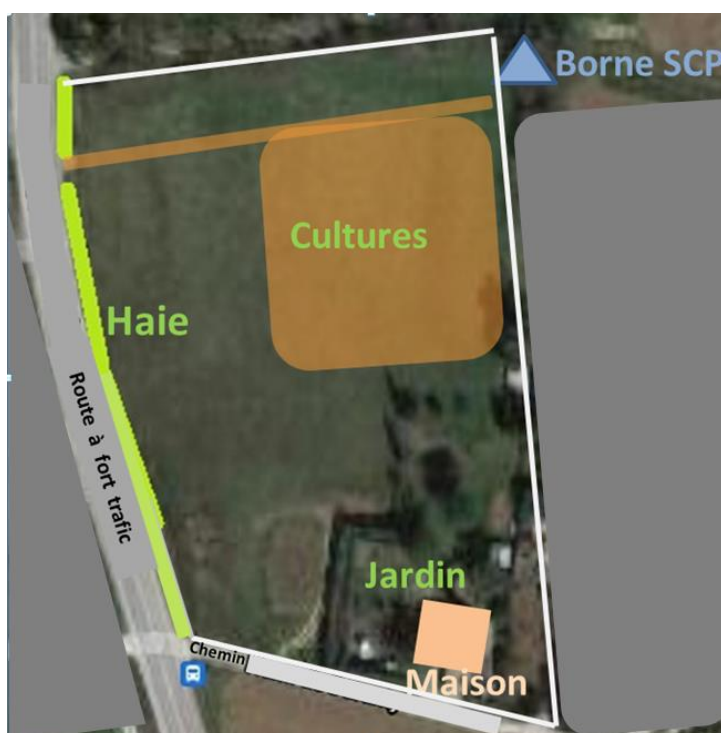 Borne SCP
Cultures
Haie
Route à fort trafic
Jardin
Chemin
Maison